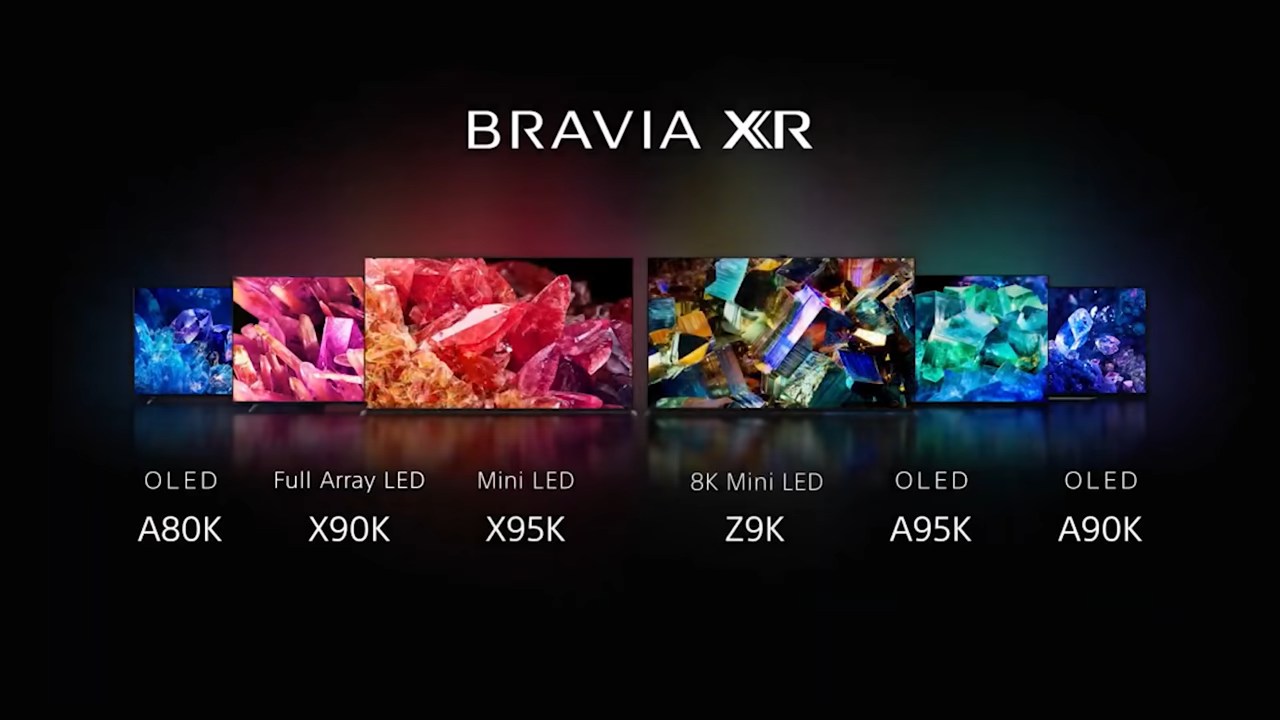 BRAVIA XR
OLED Full Array LED Mini LED 8K Mini LED OLED OLED
A80K X90K X95K Z9K A95K A90K